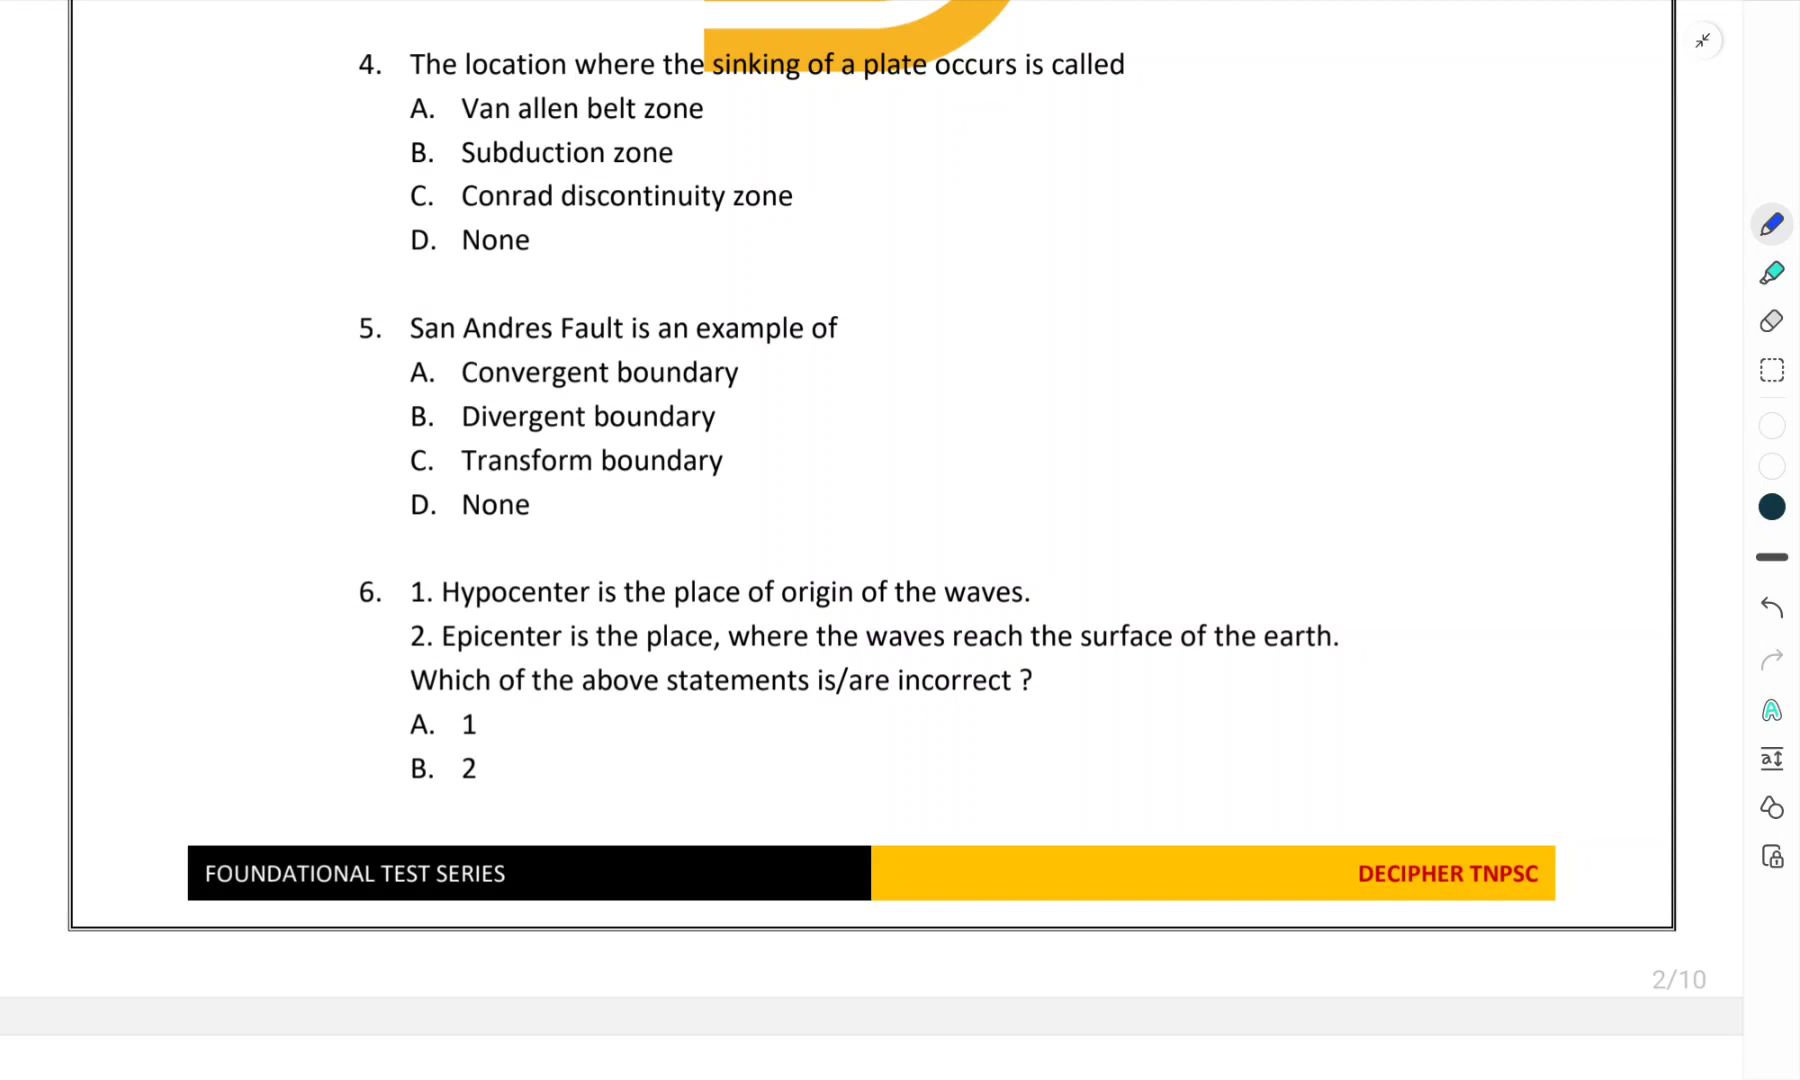 4. The location where the sinking of a plate occurs is called
A. Van allen belt zone
B. Subduction zone
C. Conrad discontinuity zone
D. None
5. San Andres Fault is an example of
A. Convergent boundary
B. Divergent boundary
C. Transform boundary
D. None
6. 1. Hypocenter is the place of origin of the waves.
2. Epicenter is the place, where the waves reach the surface of the earth.
Which of the above statements is/are incorrect ?
A. 1
B. 2
FOUNDATIONAL TEST SERIES DECIPHER TNPSC
2/10